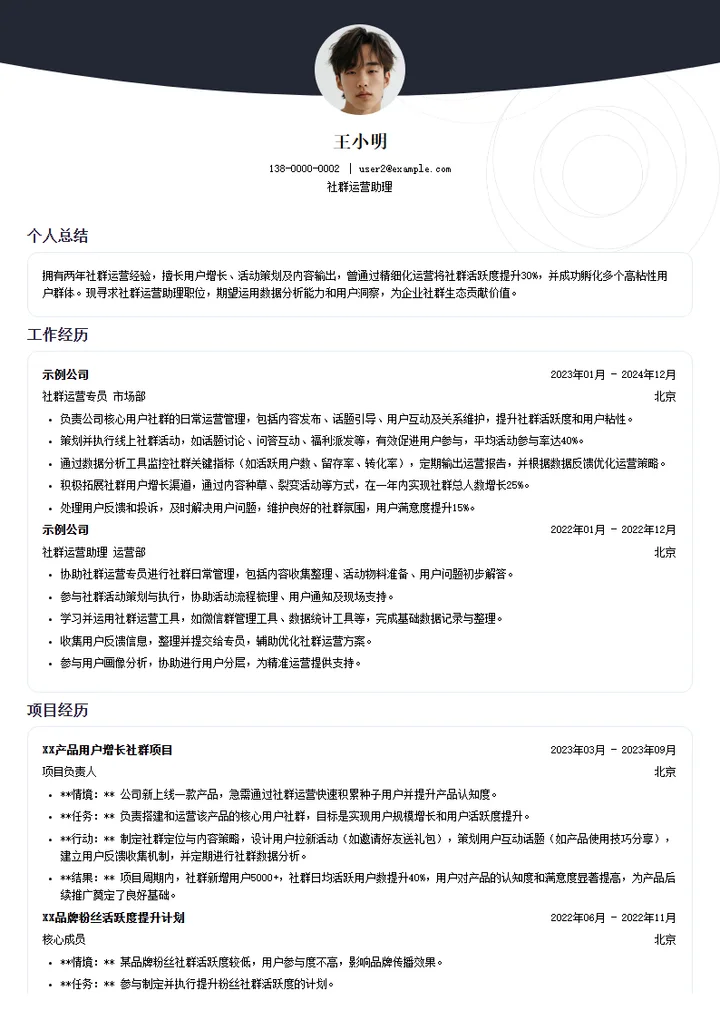 王小明
138-0000-0002 | user2@example.com
社群运营助理
个人总结
拥有两年社群运营经验，擅长用户增长、活动策划及内容输出，曾通过精细化运营将社群活跃度提升30%，并成功孵化多个高粘性用
户群体。现寻求社群运营助理职位，期望运用数据分析能力和用户洞察，为企业社群生态贡献价值。
工作经历
示例公司 2023年01月 - 2024年12月
社群运营专员 市场部 北京
• 负责公司核心用户社群的日常运营管理，包括内容发布、话题引导、用户互动及关系维护，提升社群活跃度和用户粘性。
• 策划并执行线上社群活动，如话题讨论、问答互动、福利派发等，有效促进用户参与，平均活动参与率达40%。
• 通过数据分析工具监控社群关键指标（如活跃用户数、留存率、转化率），定期输出运营报告，并根据数据反馈优化运营策略。
• 积极拓展社群用户增长渠道，通过内容种草、裂变活动等方式，在一年内实现社群总人数增长25%。
• 处理用户反馈和投诉，及时解决用户问题，维护良好的社群氛围，用户满意度提升15%。
示例公司 2022年01月 - 2022年12月
社群运营助理 运营部 北京
• 协助社群运营专员进行社群日常管理，包括内容收集整理、活动物料准备、用户问题初步解答。
• 参与社群活动策划与执行，协助活动流程梳理、用户通知及现场支持。
• 学习并运用社群运营工具，如微信群管理工具、数据统计工具等，完成基础数据记录与整理。
• 收集用户反馈信息，整理并提交给专员，辅助优化社群运营方案。
• 参与用户画像分析，协助进行用户分层，为精准运营提供支持。
项目经历
XX产品用户增长社群项目 2023年03月 - 2023年09月
项目负责人 北京
• **情境：** 公司新上线一款产品，急需通过社群运营快速积累种子用户并提升产品认知度。
• **任务：** 负责搭建和运营该产品的核心用户社群，目标是实现用户规模增长和用户活跃度提升。
• **行动：** 制定社群定位与内容策略，设计用户拉新活动（如邀请好友送礼包），策划用户互动话题（如产品使用技巧分享），
建立用户反馈收集机制，并定期进行社群数据分析。
• **结果：** 项目周期内，社群新增用户5000+，社群日均活跃用户数提升40%，用户对产品的认知度和满意度显著提高，为产品后
续推广奠定了良好基础。
XX品牌粉丝活跃度提升计划 2022年06月 - 2022年11月
核心成员 北京
• **情境：** 某品牌粉丝社群活跃度较低，用户参与度不高，影响品牌传播效果。
• **任务：** 参与制定并执行提升粉丝社群活跃度的计划。